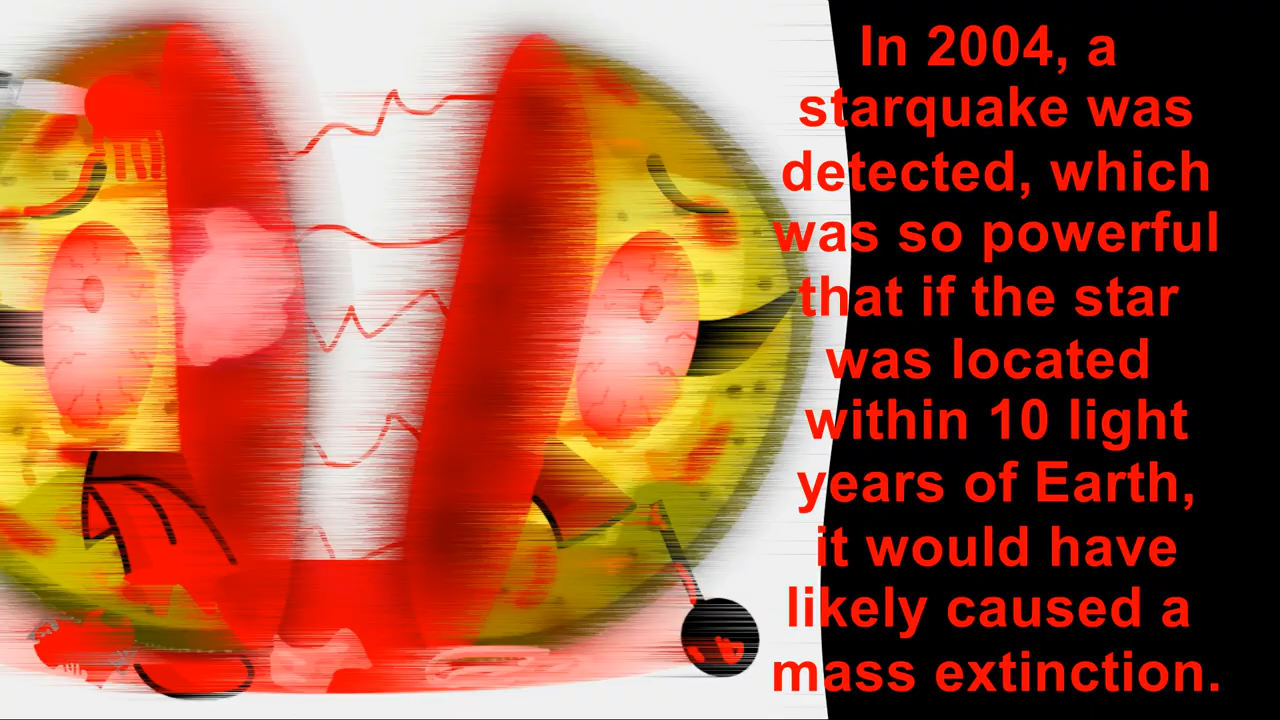 In 2004, a
starquake was
detected, which
was so powerful
that if the star
was located
within 10 light
years of Earth,
it would have
likely caused a
mass extinction.